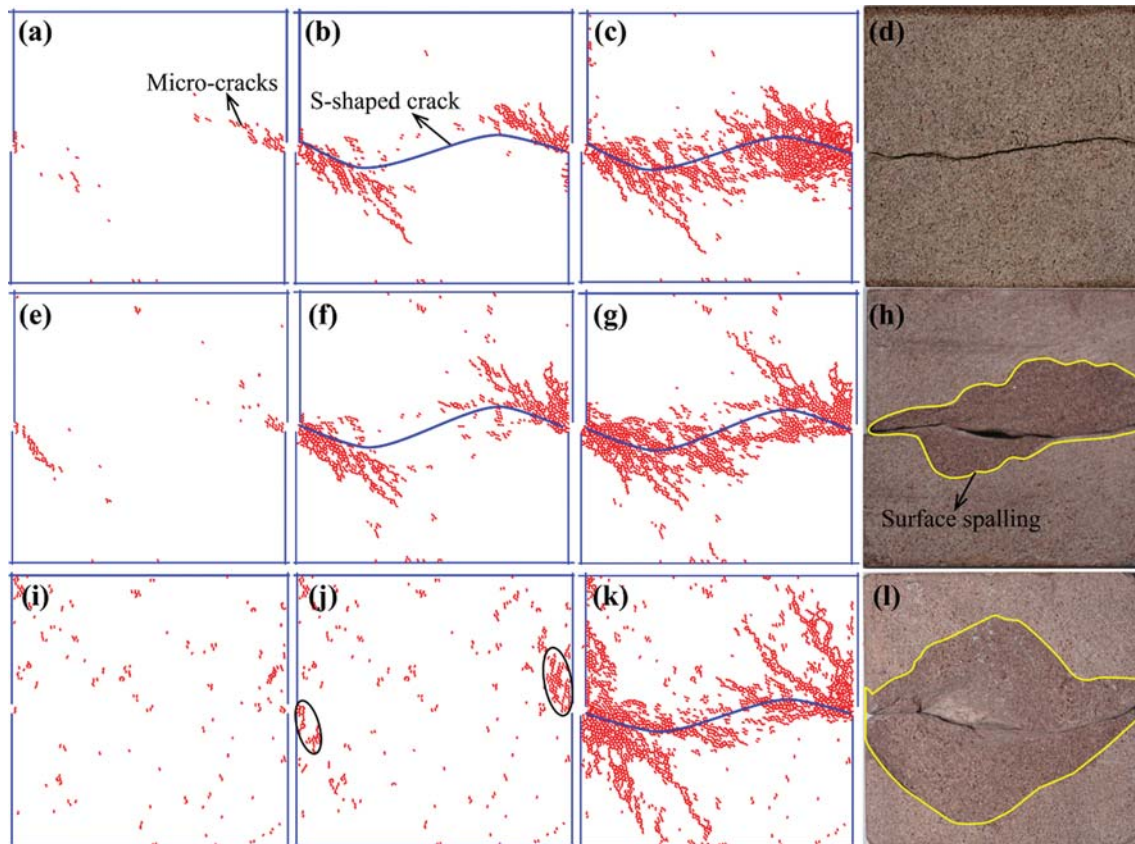 (a)
(b)
(c)
(d)
Micro-cracks
S-shaped crack
(e)
(f)
(g)
(h)
Surface spalling
(i)
(j)
(k)
(l)